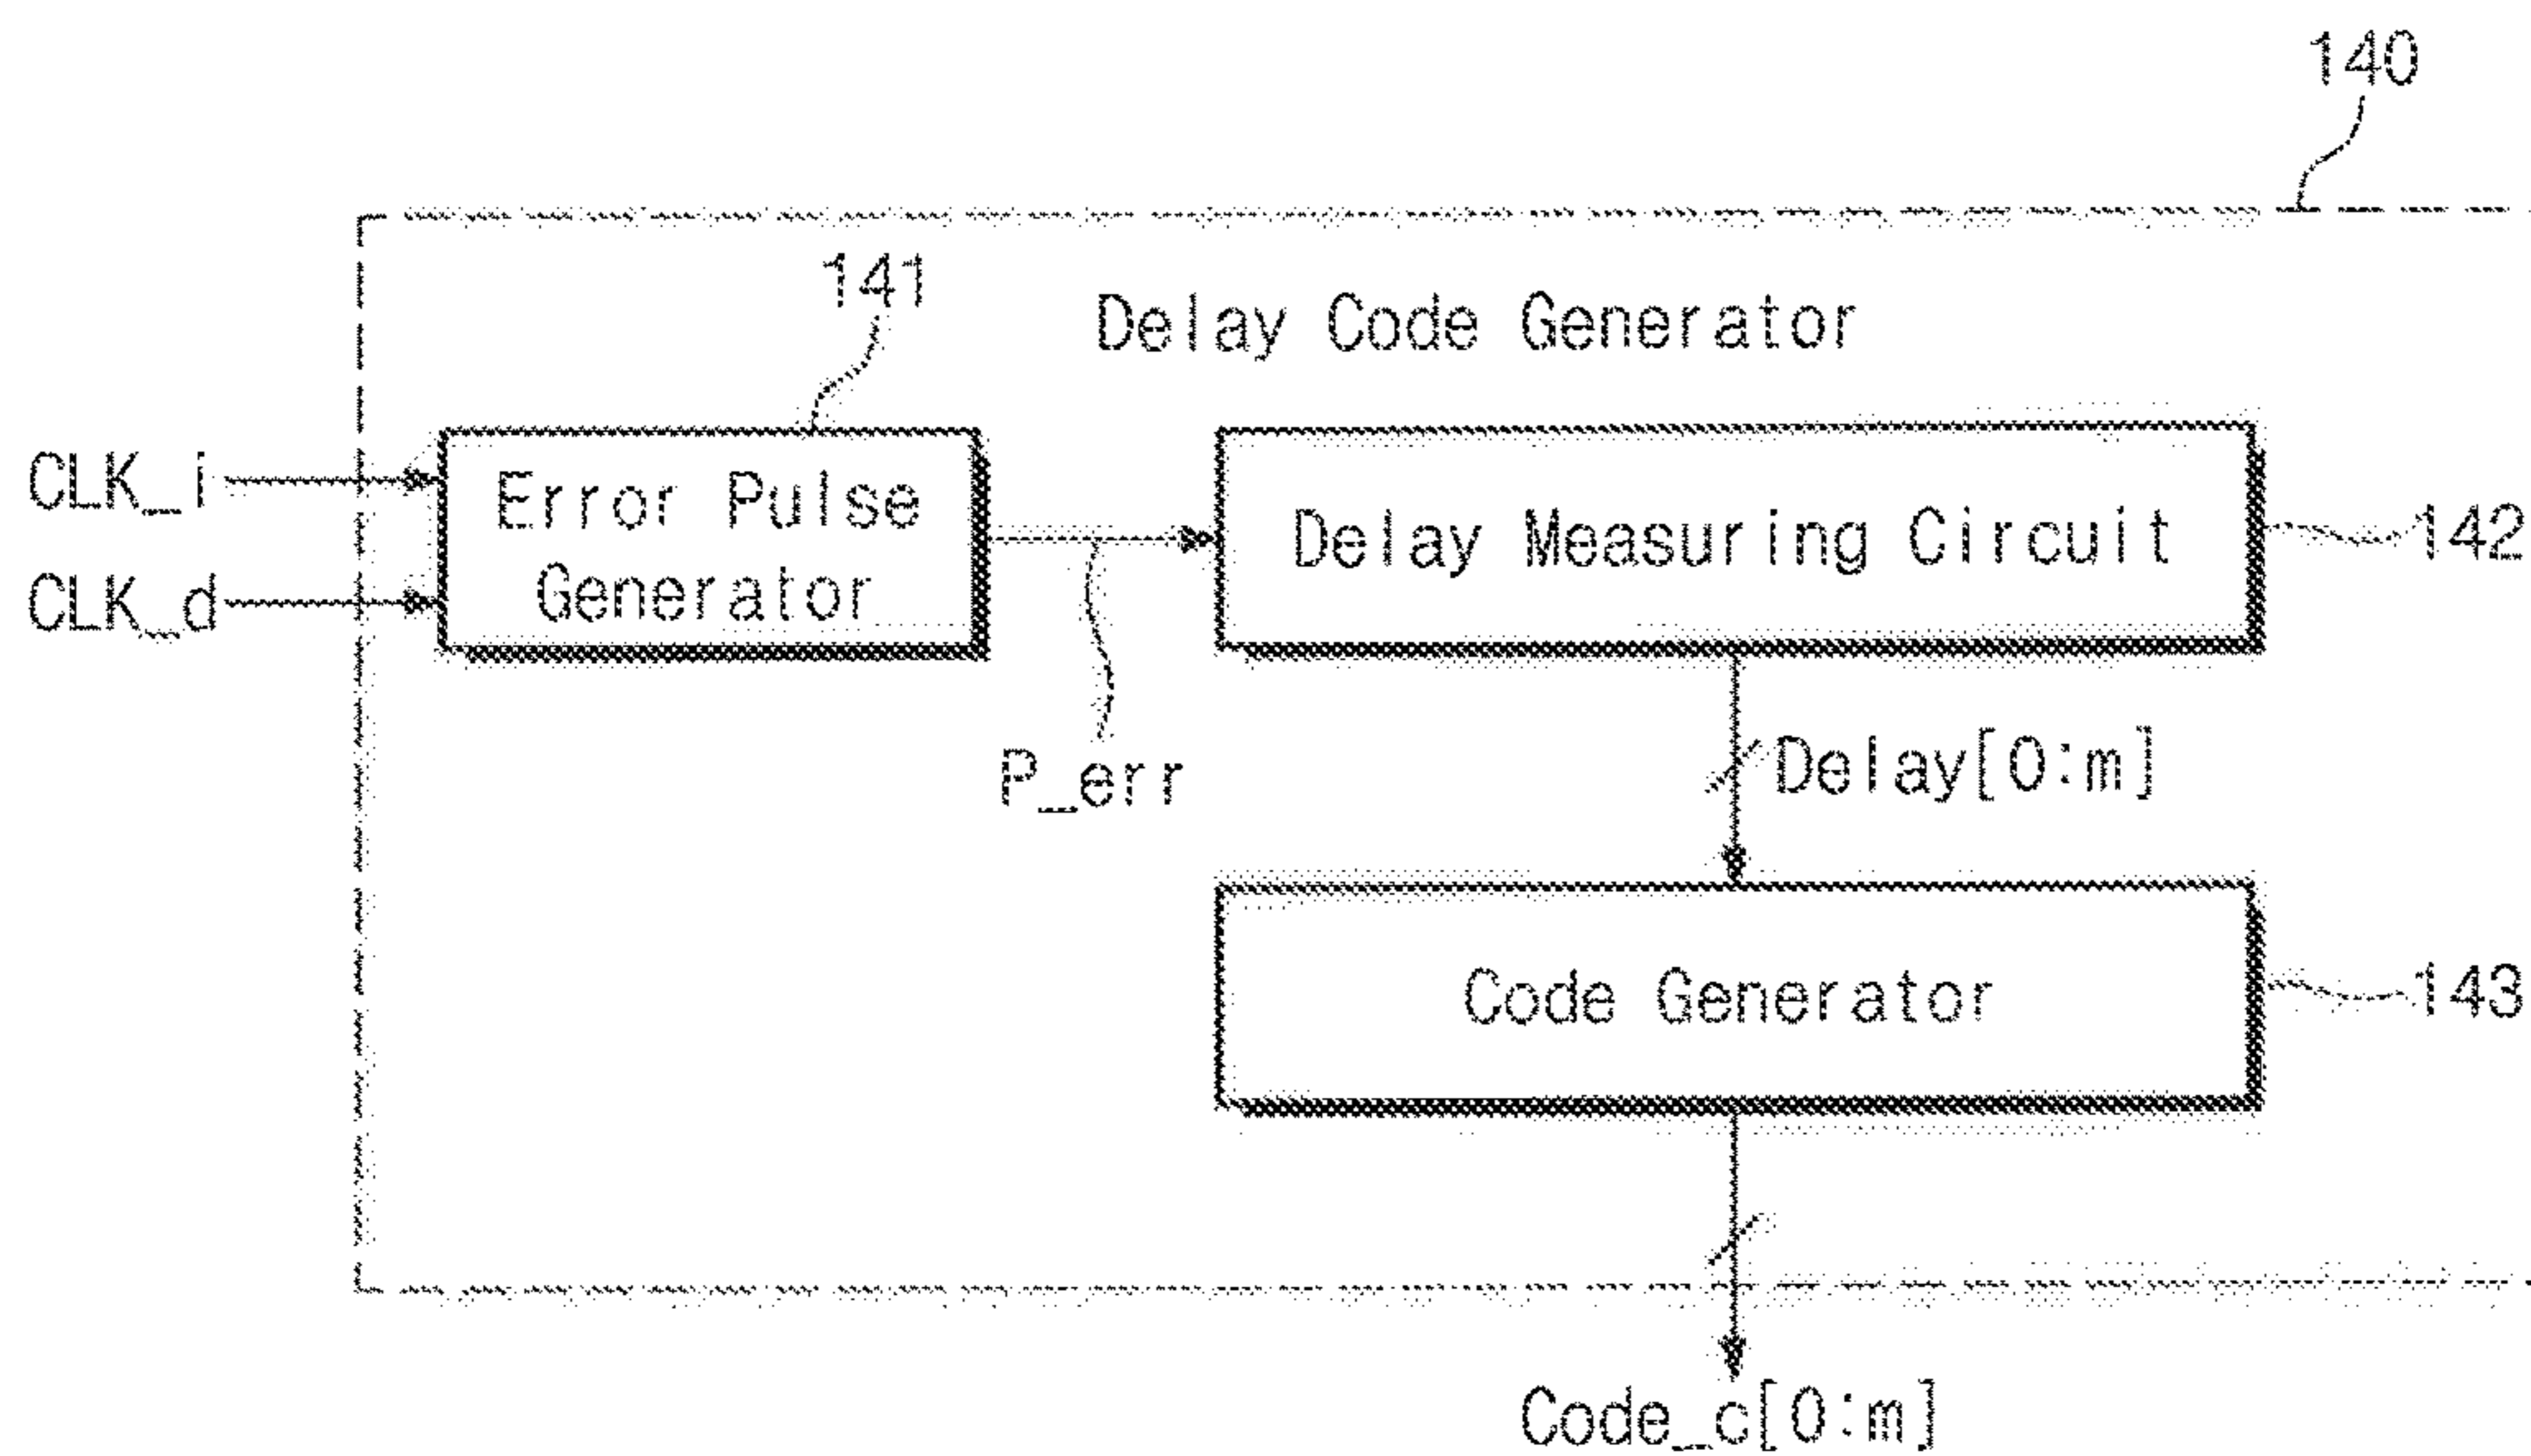 140
141
Delay Code Generator
CLK_i
CLK_d
Error Pulse
Generator
Delay Measuring Circuit
142
P_err
Delay[0:m]
Code Generator
143
Code_c[0:m]